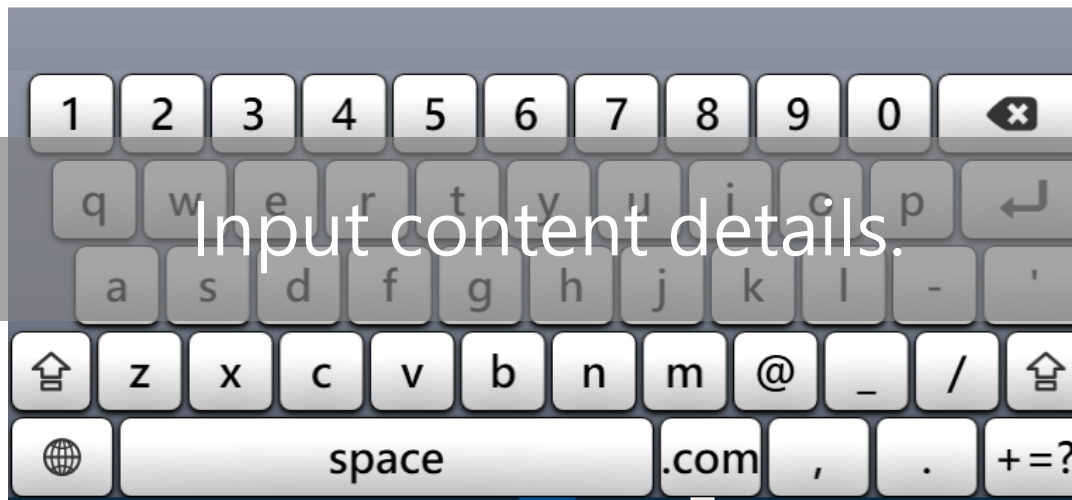 1 2 3 4 5 6 7 8 9 0
q w e r t y u i o p
Input content details.
a s d f g h j k l - '
z x c v b n m @ _ /
space .com , . +=?